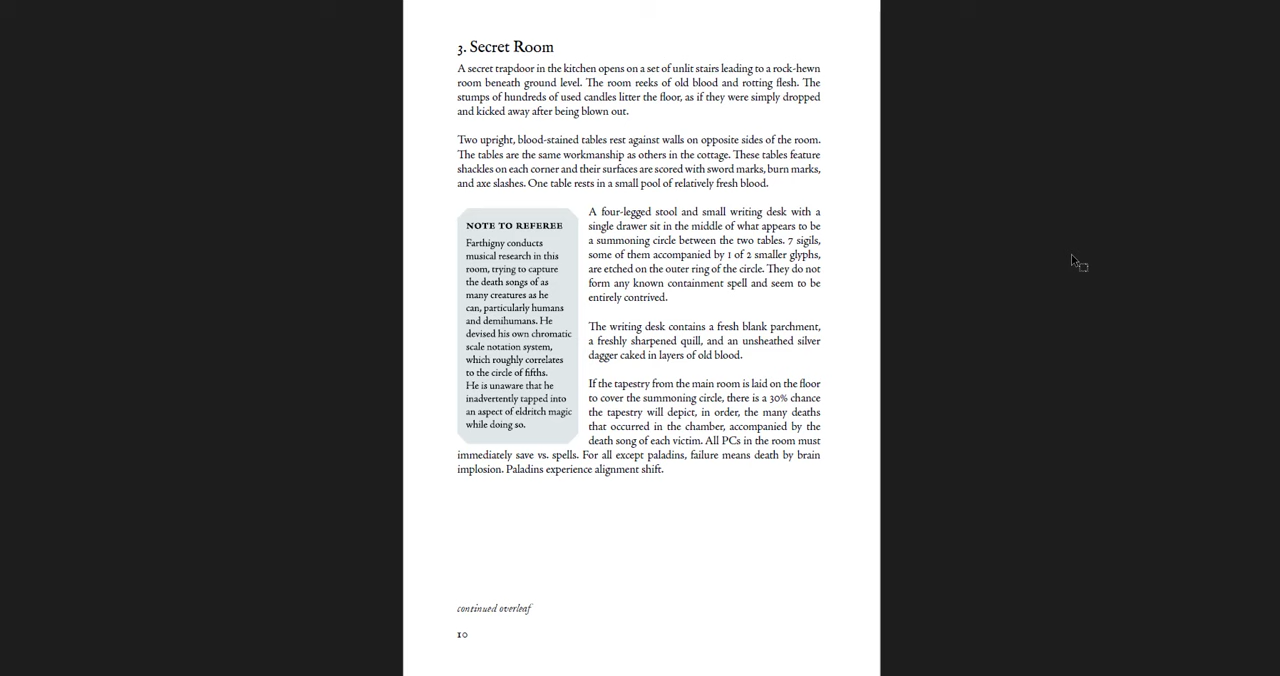 3. Secret Room
A secret trapdoor in the kitchen opens on a set of unlit stairs leading to a rock-hewn
room beneath ground level. The room reeks of old blood and rotting flesh. The
stumps of hundreds of used candles litter the floor, as if they were simply dropped
and kicked away after being blown out.
Two upright, blood-stained tables rest against walls on opposite sides of the room.
The tables are the same workmanship as others in the cottage. These tables feature
shackles on each corner and their surfaces are scored with sword marks, burn marks,
and axe slashes. One table rests in a small pool of relatively fresh blood.
NOTE TO REFEREE
Farthigny conducts
musical research in this
room, trying to capture
the death songs of as
many creatures as he
can, particularly humans
and demihumans. He
devised his own chromatic
scale notation system,
which roughly correlates
to the circle of fifths.
He is unaware that he
inadvertently tapped into
an aspect of eldritch magic
while doing so.
A four-legged stool and small writing desk with a
single drawer sit in the middle of what appears to be
a summoning circle between the two tables. 7 sigils,
some of them accompanied by 1 of 2 smaller glyphs,
are etched on the outer ring of the circle. They do not
form any known containment spell and seem to be
entirely contrived.
The writing desk contains a fresh blank parchment,
a freshly sharpened quill, and an unsheathed silver
dagger caked in layers of old blood.
If the tapestry from the main room is laid on the floor
to cover the summoning circle, there is a 30% chance
the tapestry will depict, in order, the many deaths
that occurred in the chamber, accompanied by the
death song of each victim. All PCs in the room must
immediately save vs. spells. For all except paladins, failure means death by brain
implosion. Paladins experience alignment shift.
continued overleaf
10